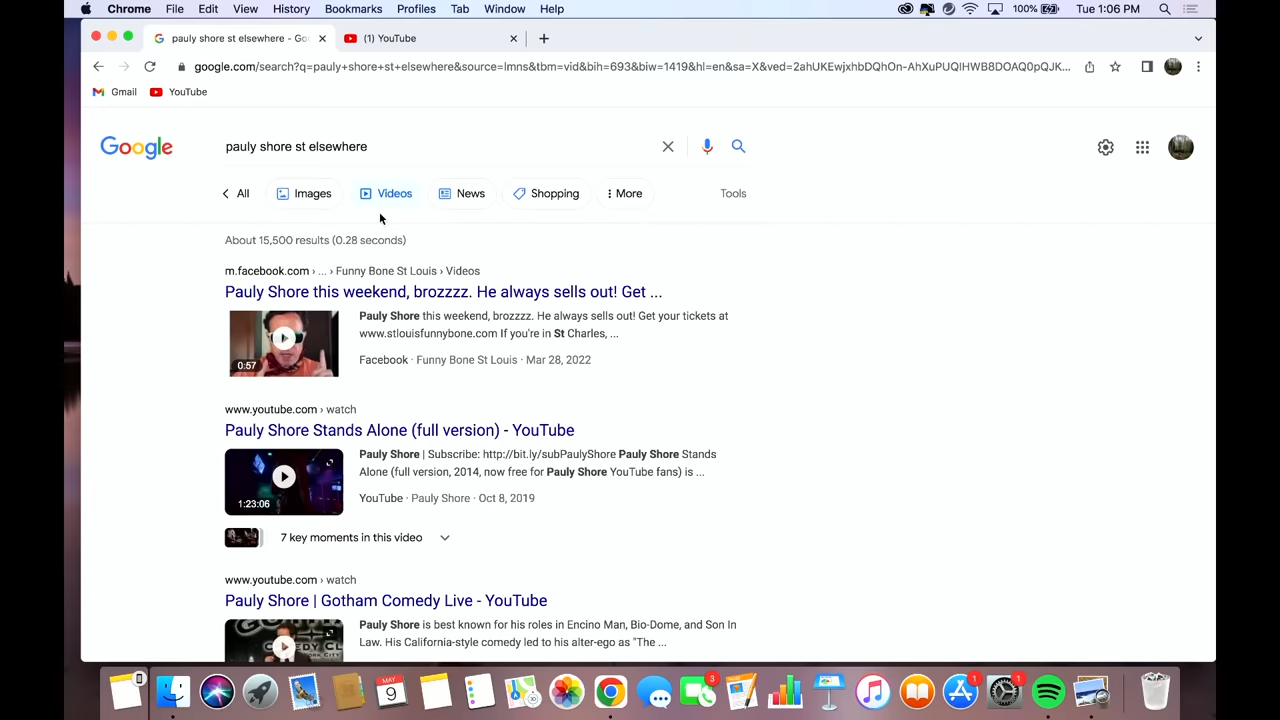 Chrome File Edit View History Bookmarks Profiles Tab Window Help 100% Tue 1:06 PM
pauly shore st elsewhere - Go (1) YouTube
google.com/search?q=pauly+shore+st+elsewhere&source=lmns&tbm=vid&bih=693&biw=1419&hl=en&sa=X&ved=2ahUKEwjxhbDQhOn-AhXuPUQIHWB8DOAQ0pQJK...
Gmail YouTube
Google pauly shore st elsewhere
All Images Videos News Shopping More Tools
About 15,500 results (0.28 seconds)
m.facebook.com › ... › Funny Bone St Louis › Videos
Pauly Shore this weekend, brozzzz. He always sells out! Get ...
Pauly Shore this weekend, brozzzz. He always sells out! Get your tickets at
www.stlouisfunnybone.com If you're in St Charles, ...
0:57
Facebook · Funny Bone St Louis · Mar 28, 2022
www.youtube.com › watch
Pauly Shore Stands Alone (full version) - YouTube
Pauly Shore | Subscribe: http://bit.ly/subPaulyShore Pauly Shore Stands
Alone (full version, 2014, now free for Pauly Shore YouTube fans) is ...
1:23:06
YouTube · Pauly Shore · Oct 8, 2019
7 key moments in this video
www.youtube.com › watch
Pauly Shore | Gotham Comedy Live - YouTube
Pauly Shore is best known for his roles in Encino Man, Bio-Dome, and Son In
Law. His California-style comedy led to his alter-ego as "The ...
MAY
9 3 1 1